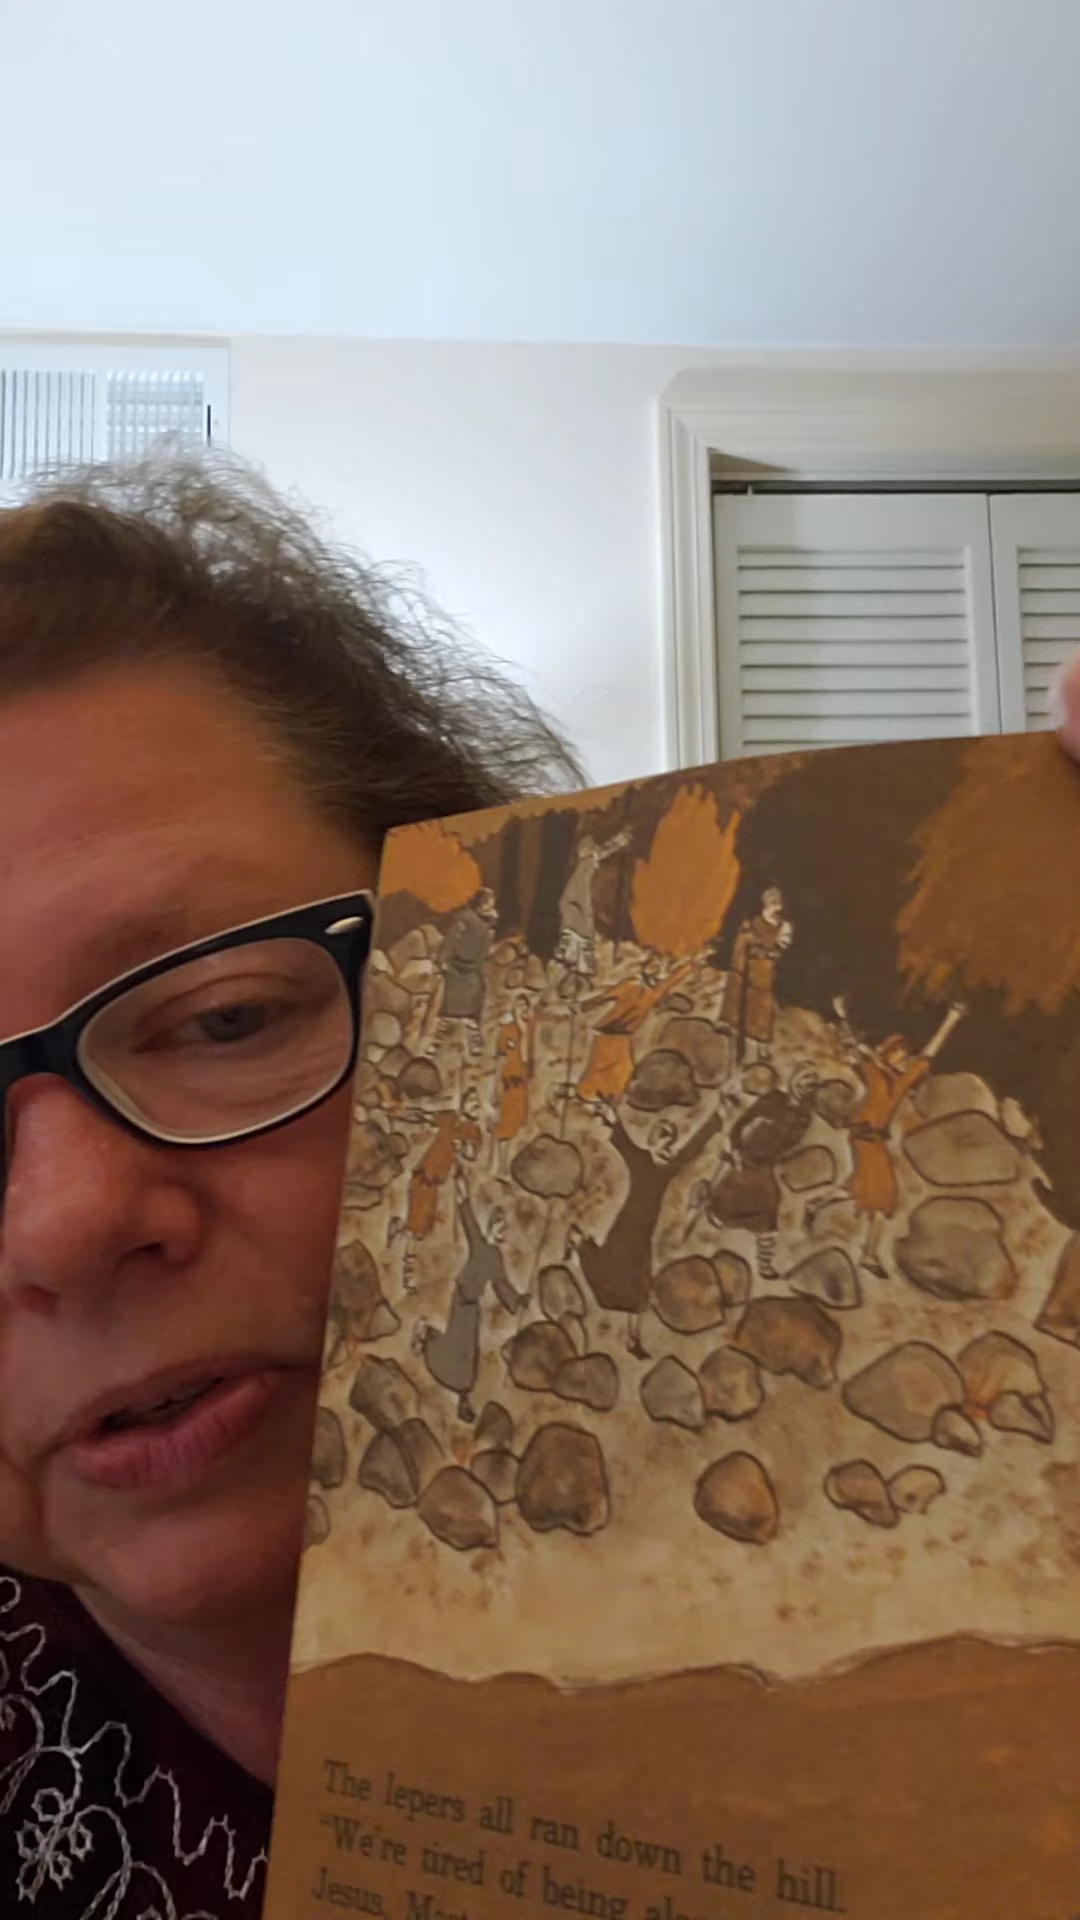 The lepers all ran down the hill.
"We're tired of being
Jesus,